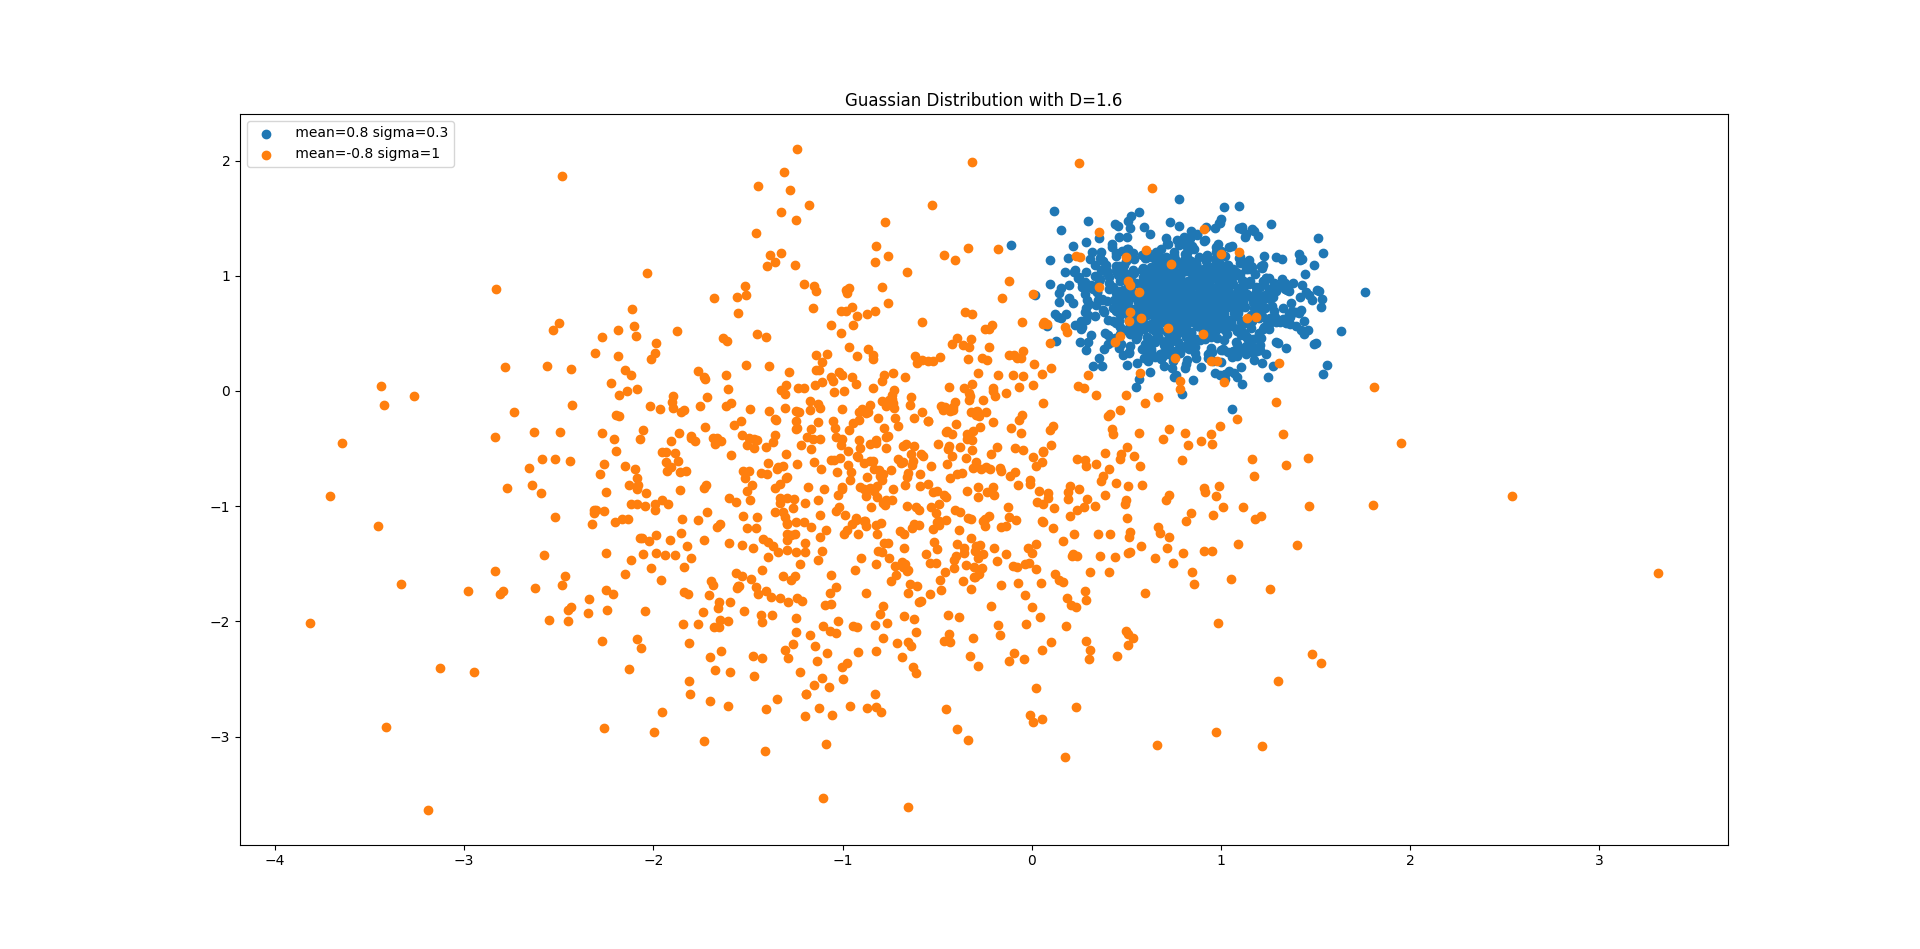 Guassian Distribution with D=1.6
mean=0.8 sigma=0.3
mean=-0.8 sigma=1
2
1
0
−1
−2
−3
−4 −3 −2 −1 0 1 2 3